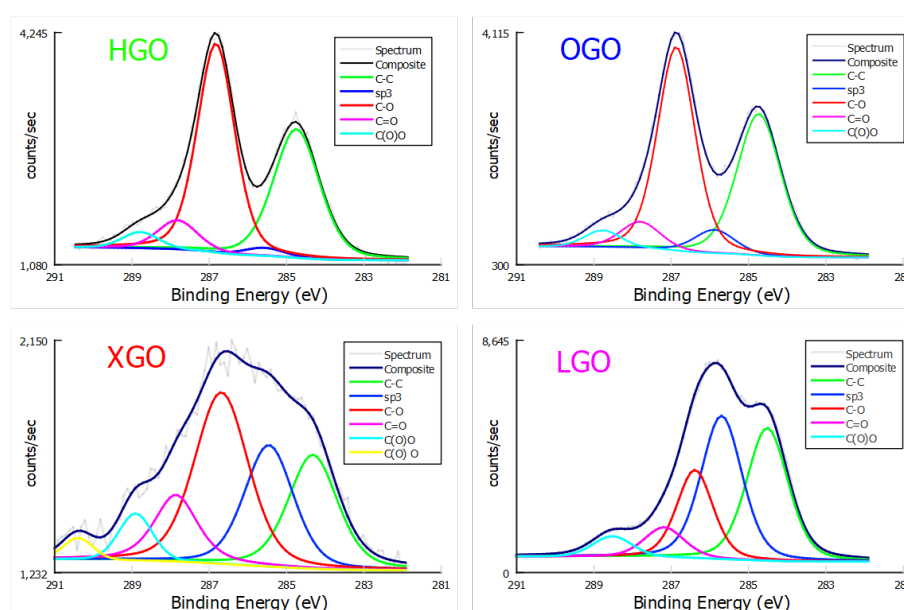 HGO
4,245
counts/sec
1,080
Spectrum
Composite
C-C
sp3
C-O
C=O
C(O)O
291 289 287 285 283 281
Binding Energy (eV)
OGO
4,115
counts/sec
300
Spectrum
Composite
C-C
sp3
C-O
C=O
C(O)O
291 289 287 285 283 28
Binding Energy (eV)
XGO
2,150
counts/sec
1,232
Spectrum
Composite
C-C
sp3
C-O
C=O
C(O)O
C(O) O
291 289 287 285 283 281
Binding Energy (eV)
LGO
8,645
counts/sec
0
Spectrum
Composite
C-C
sp3
C-O
C=O
C(O)O
291 289 287 285 283 28
Binding Energy (eV)